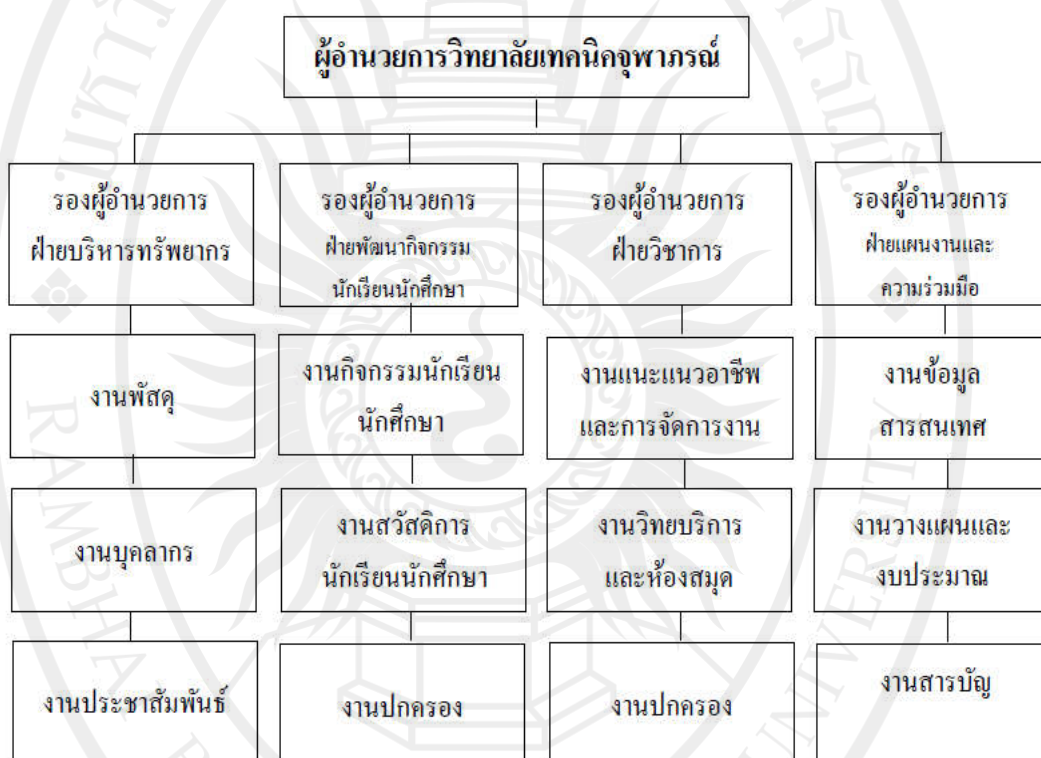 ผู้อำนวยการวิทยาลัยเทคนิคจุฬาภรณ์
รองผู้อำนวยการ
ฝ่ายบริหารทรัพยากร
รองผู้อำนวยการ
ฝ่ายพัฒนากิจกรรม
นักเรียนนักศึกษา
รองผู้อำนวยการ
ฝ่ายวิชาการ
รองผู้อำนวยการ
ฝ่ายแผนงานและ
ความร่วมมือ
งานพัสดุ
งานกิจกรรมนักเรียน
นักศึกษา
งานแนะแนวอาชีพ
และการจัดการงาน
งานข้อมูล
สารสนเทศ
งานบุคลากร
งานสวัสดิการ
นักเรียนนักศึกษา
งานวิทยบริการ
และห้องสมุด
งานวางแผนและ
งบประมาณ
งานประชาสัมพันธ์
งานปกครอง
งานปกครอง
งานสารบัญ
UNIVERSITY